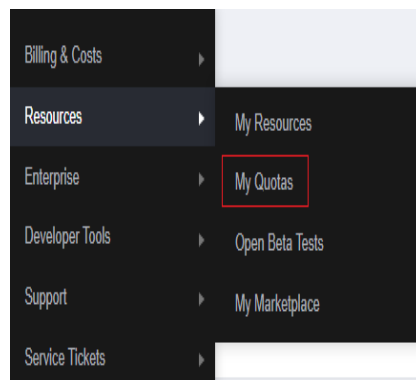 Billing & Costs
Resources
Enterprise
Developer Tools
Support
Service Tickets
My Resources
My Quotas
Open Beta Tests
My Marketplace